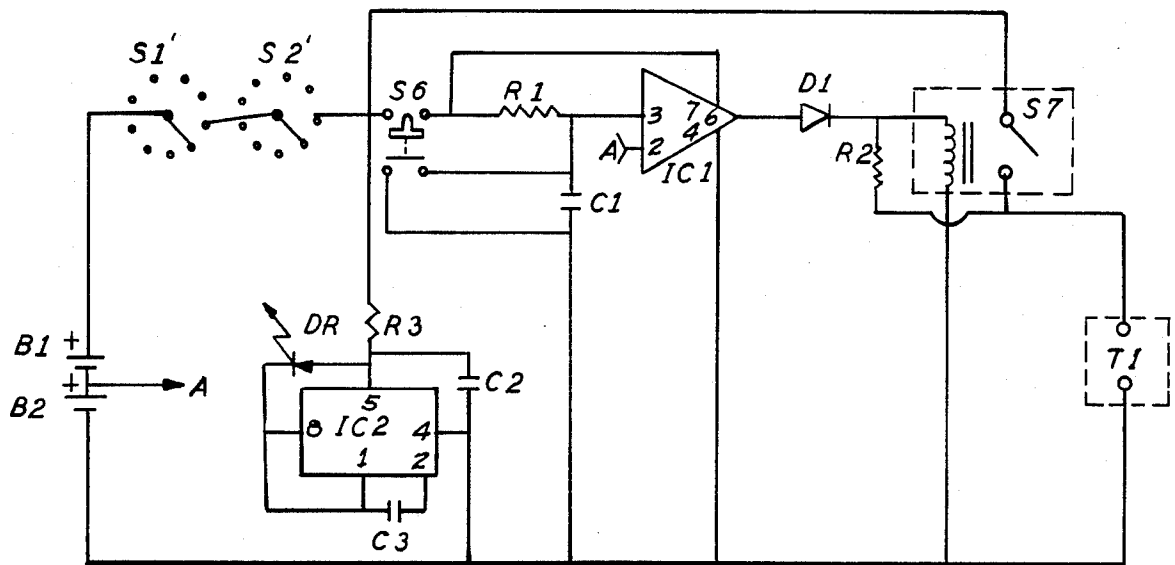 S1' S2' S6 R1 D1 S7
3 7 6
A 2 4
IC1 R2
C1
DR R3
B1 + T1
+ A C2
B2 5
8 IC2 4
1 2
C3